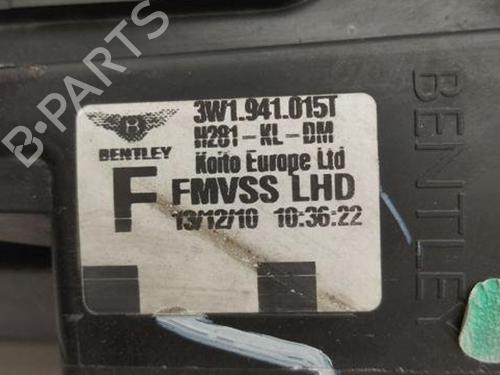 3W1.941.015T
H281-KL-DM
BENTLEY
Koito Europe Ltd
F FMVSS LHD
13/12/10 10:36:22
BENTLEY
B-PARTS